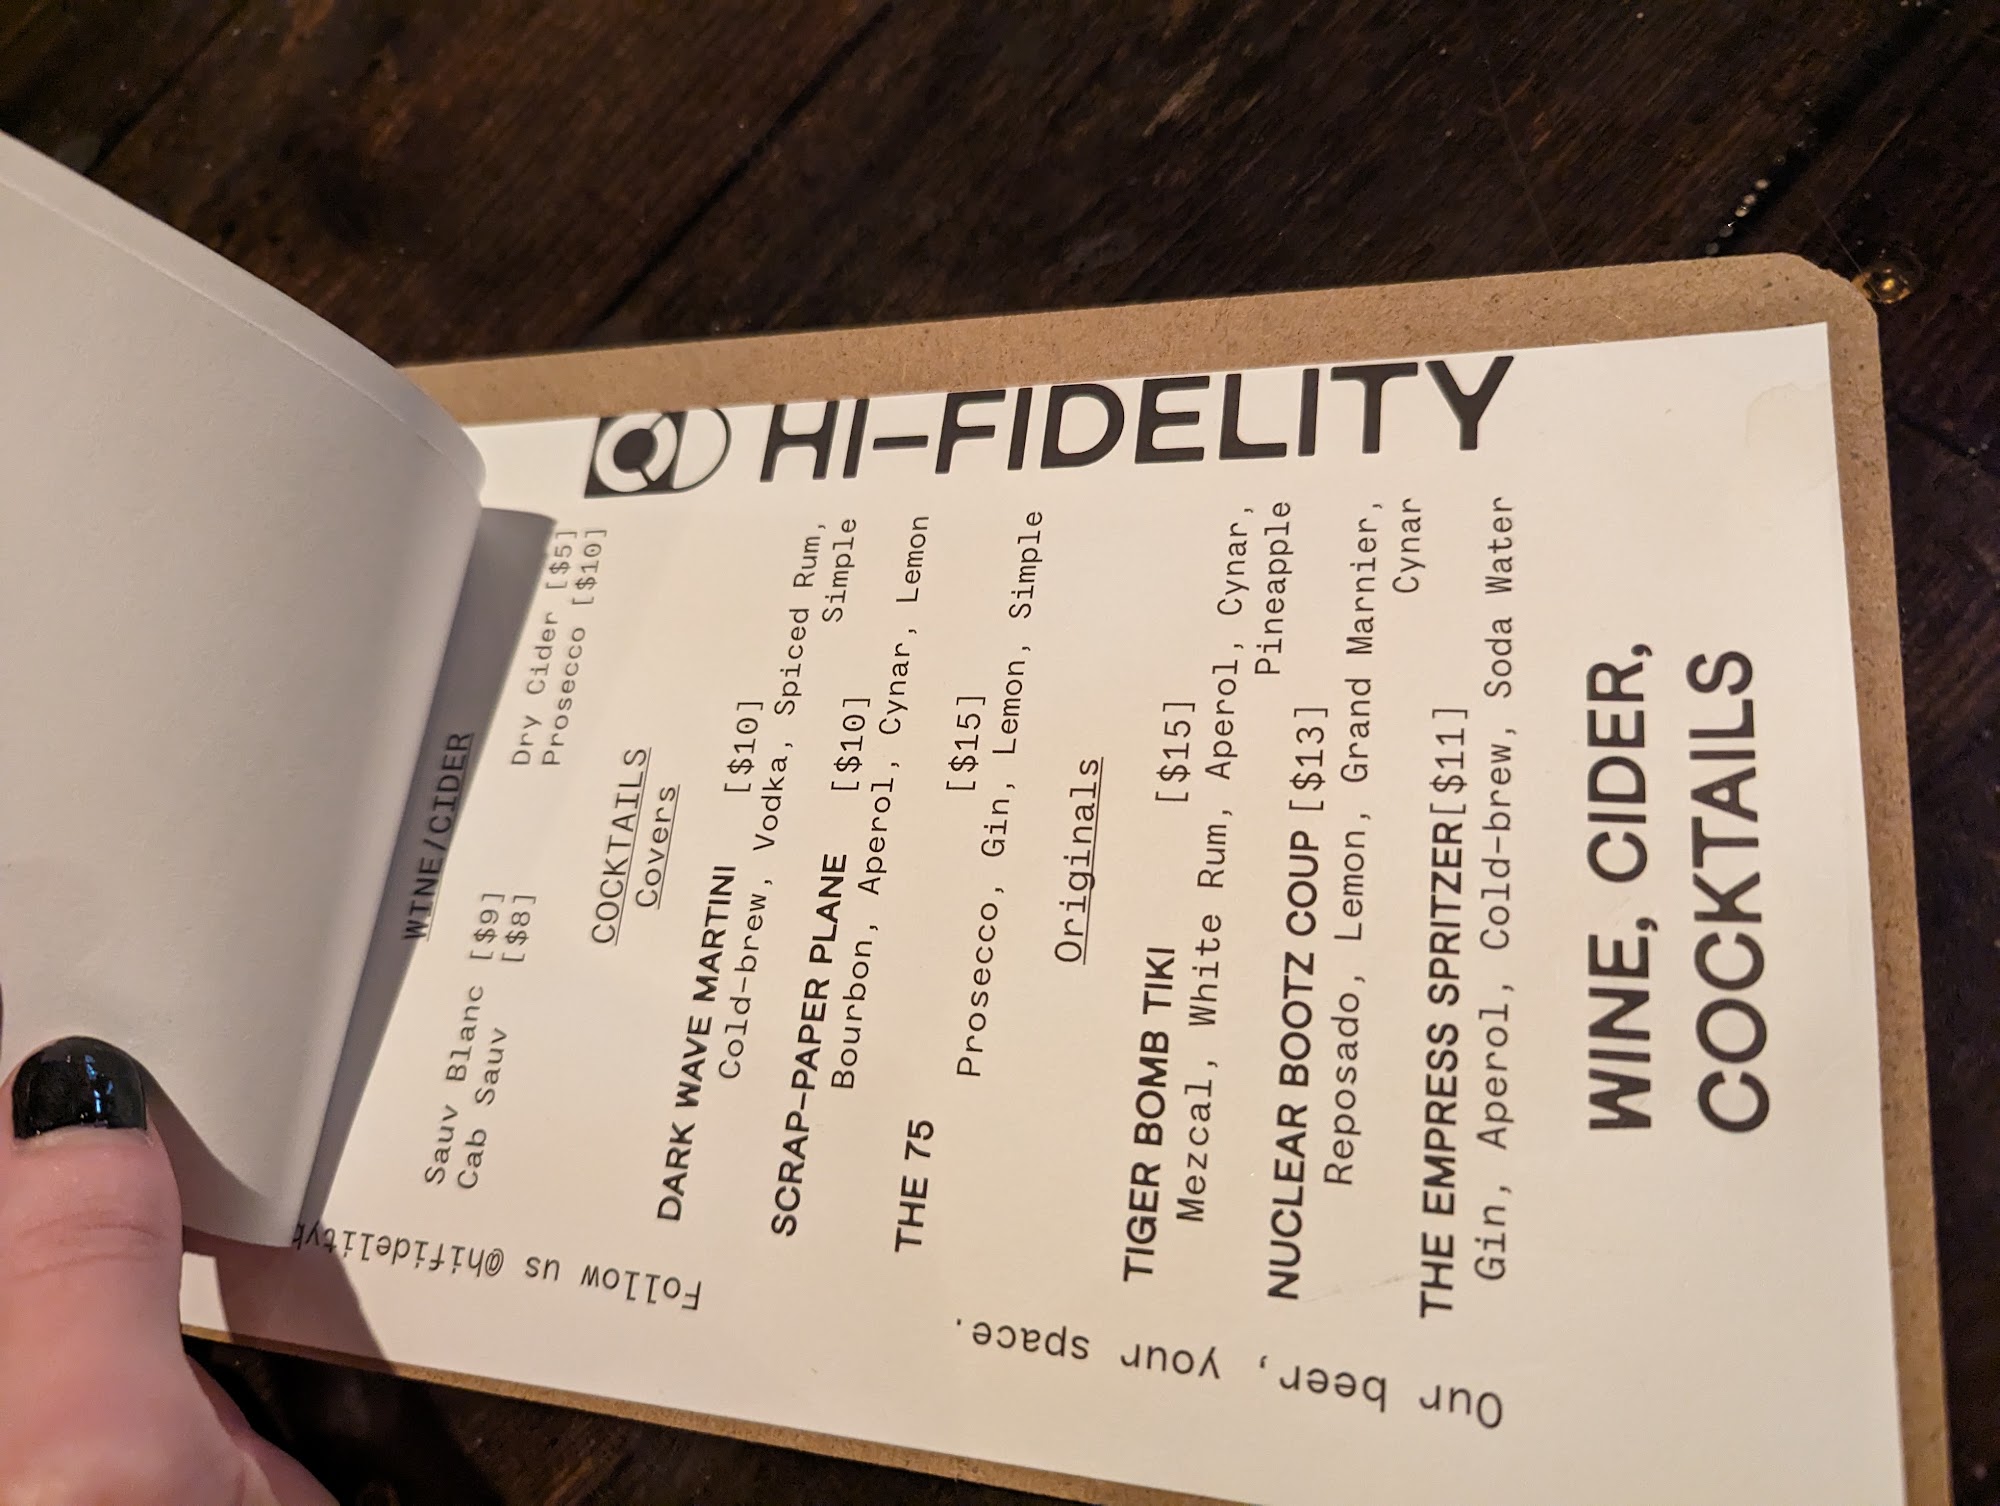 WINE/CIDER
Sauv Blanc [$9]
Cab Sauv [$8]
Dry Cider [$5]
Prosecco [$10]
COCKTAILS
Covers
DARK WAVE MARTINI [$10]
Cold-brew, Vodka, Spiced Rum,
Simple
SCRAP-PAPER PLANE [$10]
Bourbon, Aperol, Cynar, Lemon
THE 75 [$15]
Prosecco, Gin, Lemon, Simple
Originals
TIGER BOMB TIKI [$15]
Mezcal, White Rum, Aperol, Cynar,
Pineapple
NUCLEAR BOOTZ COUP [$13]
Reposado, Lemon, Grand Marnier,
Cynar
THE EMPRESS SPRITZER[$11]
Gin, Aperol, Cold-brew, Soda Water
WINE, CIDER,
COCKTAILS
HI-FIDELITY
Our beer, your space.
Follow us